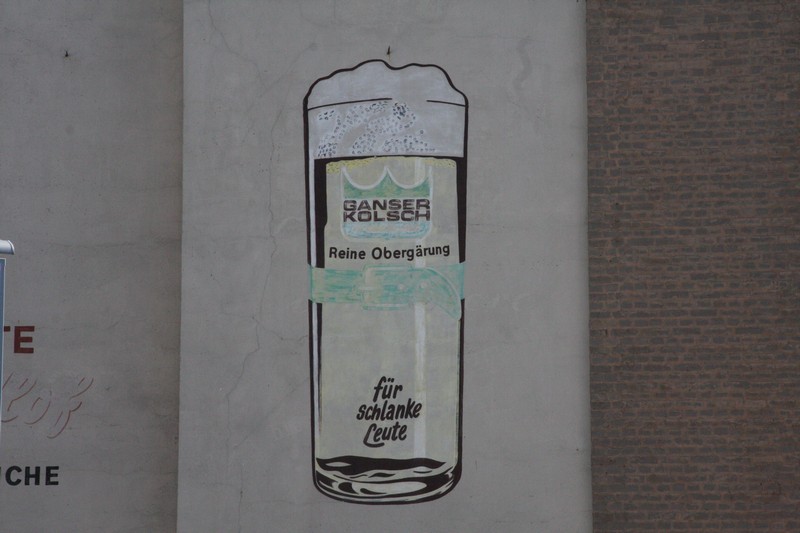 GANSER
KÖLSCH
Reine Obergärung
für
schlanke
Leute
TE
UCHE